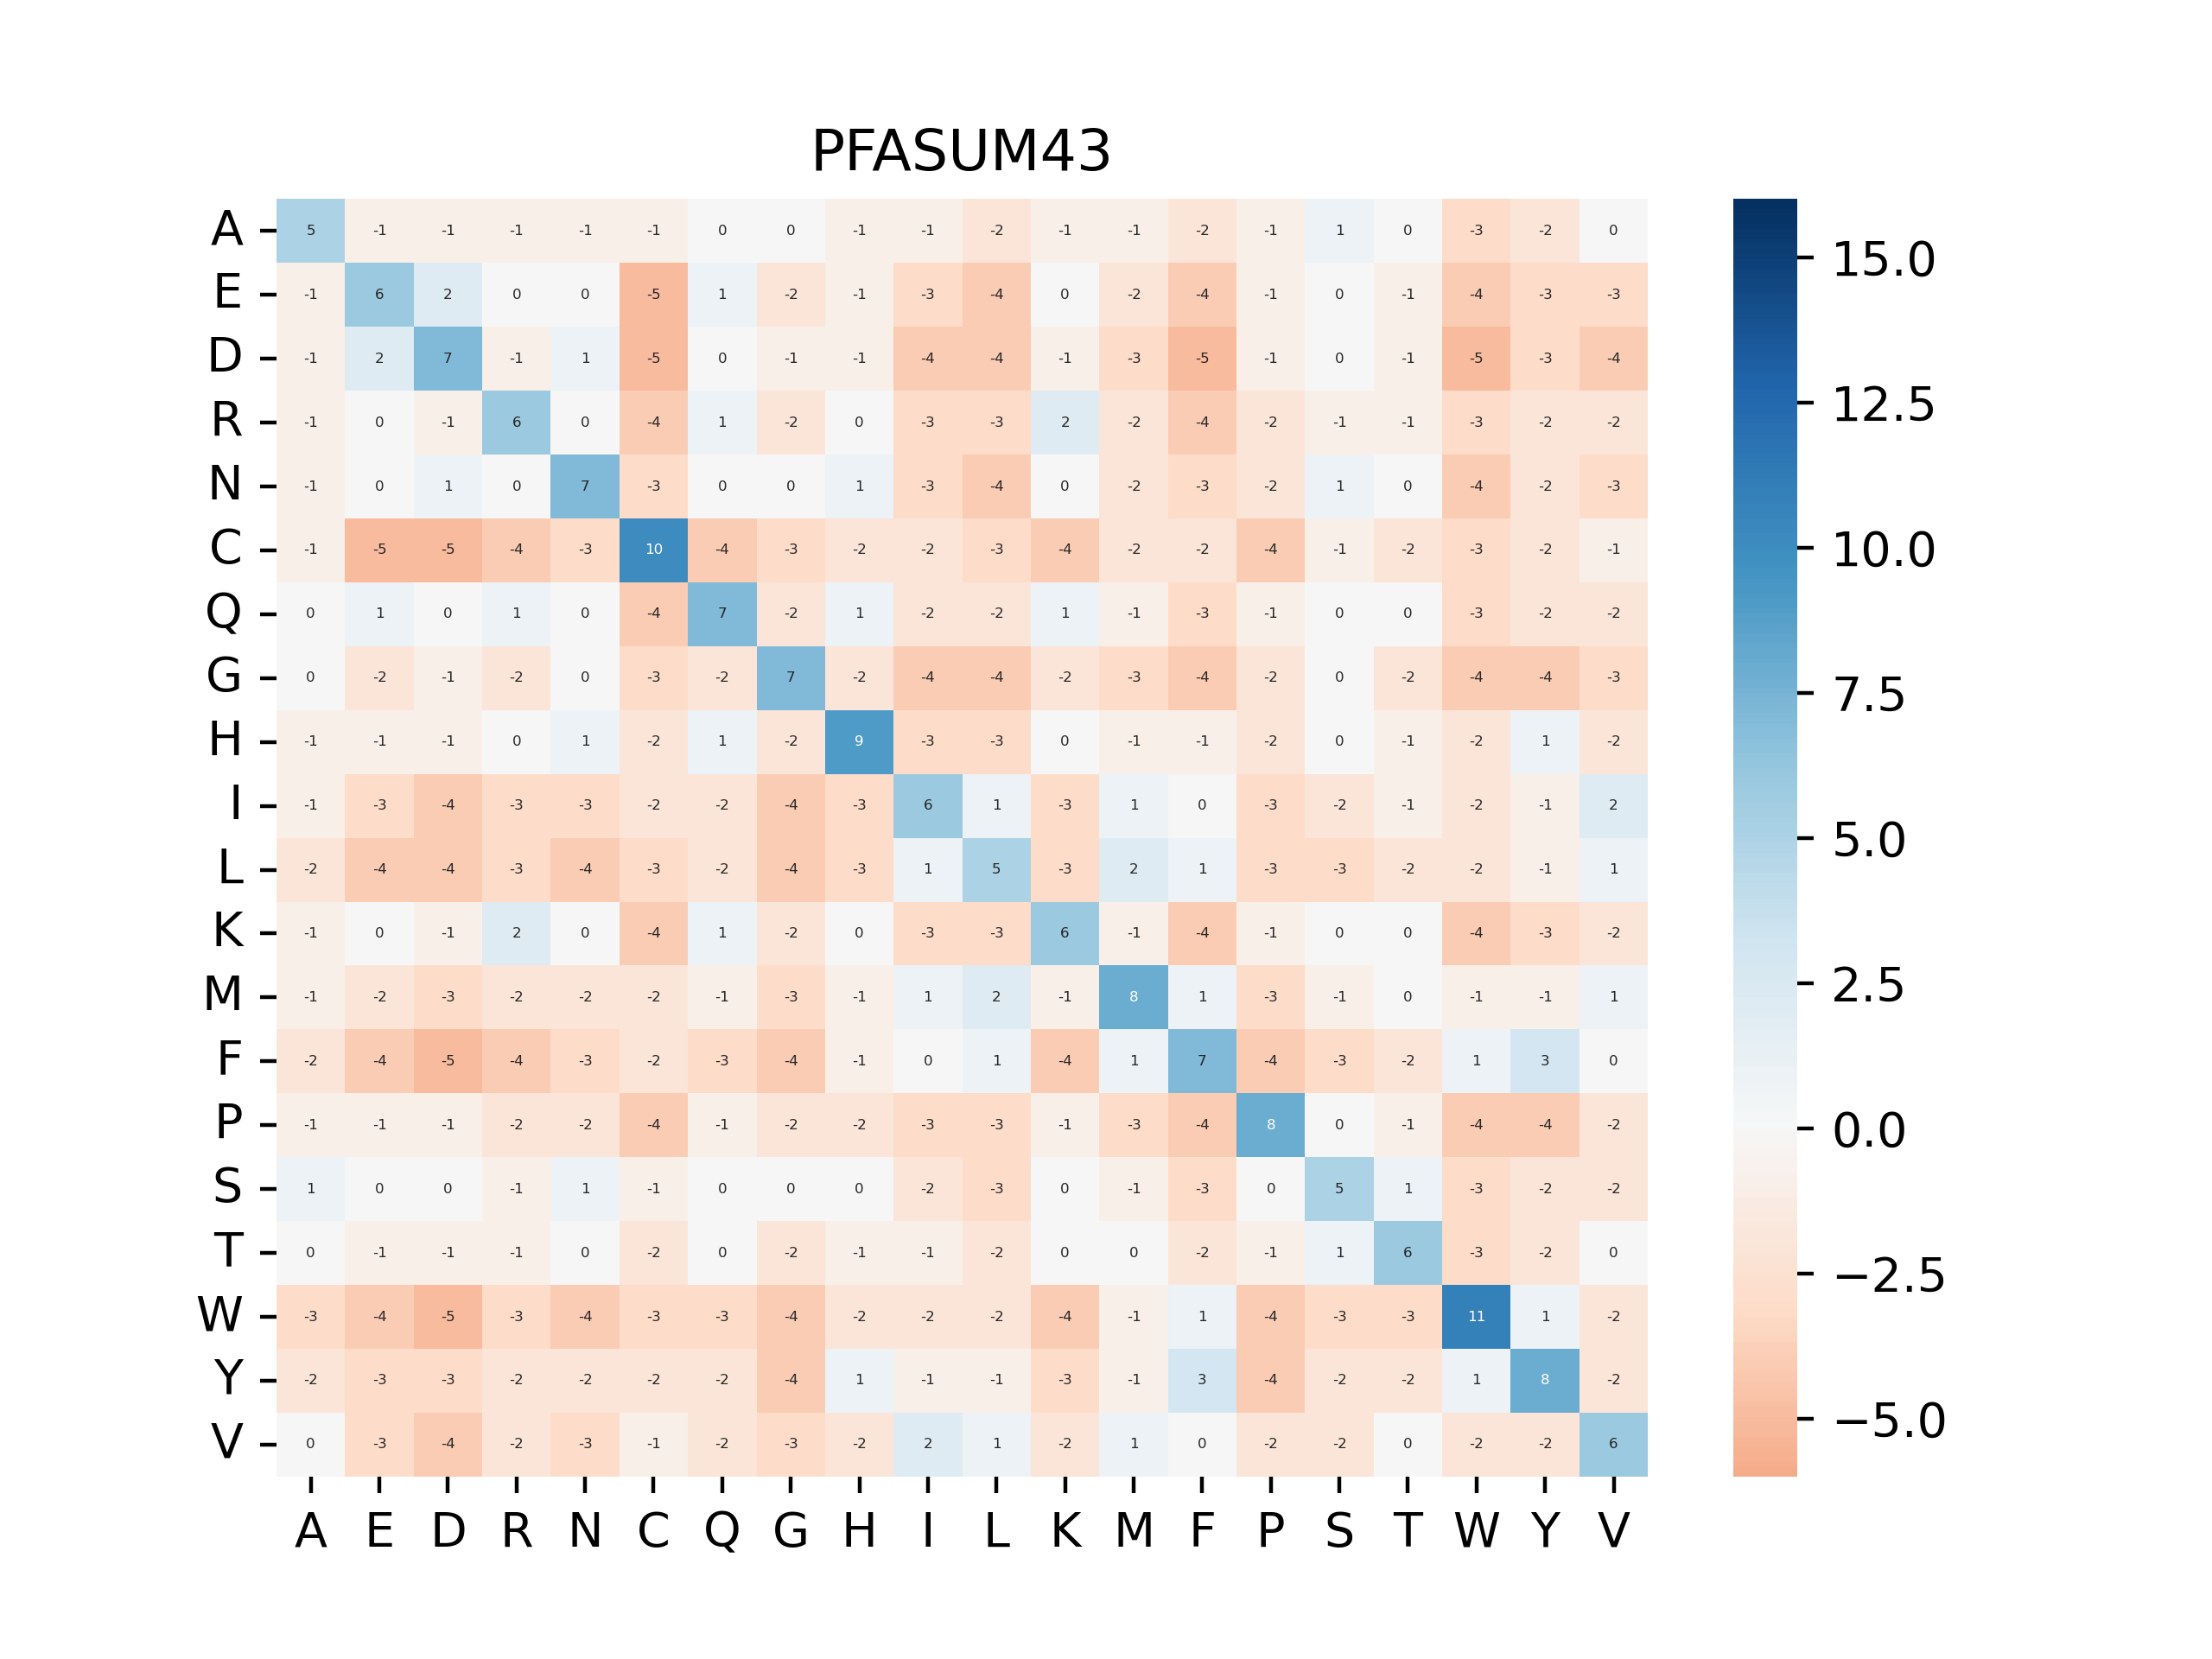 PFASUM43
A 5 -1 -1 -1 -1 -1 0 0 -1 -1 -2 -1 -1 -2 -1 1 0 -3 -2 0
E -1 6 2 0 0 -5 1 -2 -1 -3 -4 0 -2 -4 -1 0 -1 -4 -3 -3
D -1 2 7 -1 1 -5 0 -1 -1 -4 -4 -1 -3 -5 -1 0 -1 -5 -3 -4
R -1 0 -1 6 0 -4 1 -2 0 -3 -3 2 -2 -4 -2 -1 -1 -3 -2 -2
N -1 0 1 0 7 -3 0 0 1 -3 -4 0 -2 -3 -2 1 0 -4 -2 -3
C -1 -5 -5 -4 -3 10 -4 -3 -2 -2 -3 -4 -2 -2 -4 -1 -2 -3 -2 -1
Q 0 1 0 1 0 -4 7 -2 1 -2 -2 1 -1 -3 -1 0 0 -3 -2 -2
G 0 -2 -1 -2 0 -3 -2 7 -2 -4 -4 -2 -3 -4 -2 0 -2 -4 -4 -3
H -1 -1 -1 0 1 -2 1 -2 9 -3 -3 0 -1 -1 -2 0 -1 -2 1 -2
I -1 -3 -4 -3 -3 -2 -2 -4 -3 6 1 -3 1 0 -3 -2 -1 -2 -1 2
L -2 -4 -4 -3 -4 -3 -2 -4 -3 1 5 -3 2 1 -3 -3 -2 -2 -1 1
K -1 0 -1 2 0 -4 1 -2 0 -3 -3 6 -1 -4 -1 0 0 -4 -3 -2
M -1 -2 -3 -2 -2 -2 -1 -3 -1 1 2 -1 8 1 -3 -1 0 -1 -1 1
F -2 -4 -5 -4 -3 -2 -3 -4 -1 0 1 -4 1 7 -4 -3 -2 1 3 0
P -1 -1 -1 -2 -2 -4 -1 -2 -2 -3 -3 -1 -3 -4 8 0 -1 -4 -4 -2
S 1 0 0 -1 1 -1 0 0 0 -2 -3 0 -1 -3 0 5 1 -3 -2 -2
T 0 -1 -1 -1 0 -2 0 -2 -1 -1 -2 0 0 -2 -1 1 6 -3 -2 0
W -3 -4 -5 -3 -4 -3 -3 -4 -2 -2 -2 -4 -1 1 -4 -3 -3 11 1 -2
Y -2 -3 -3 -2 -2 -2 -2 -4 1 -1 -1 -3 -1 3 -4 -2 -2 1 8 -2
V 0 -3 -4 -2 -3 -1 -2 -3 -2 2 1 -2 1 0 -2 -2 0 -2 -2 6
A E D R N C Q G H I L K M F P S T W Y V
15.0
12.5
10.0
7.5
5.0
2.5
0.0
−2.5
−5.0